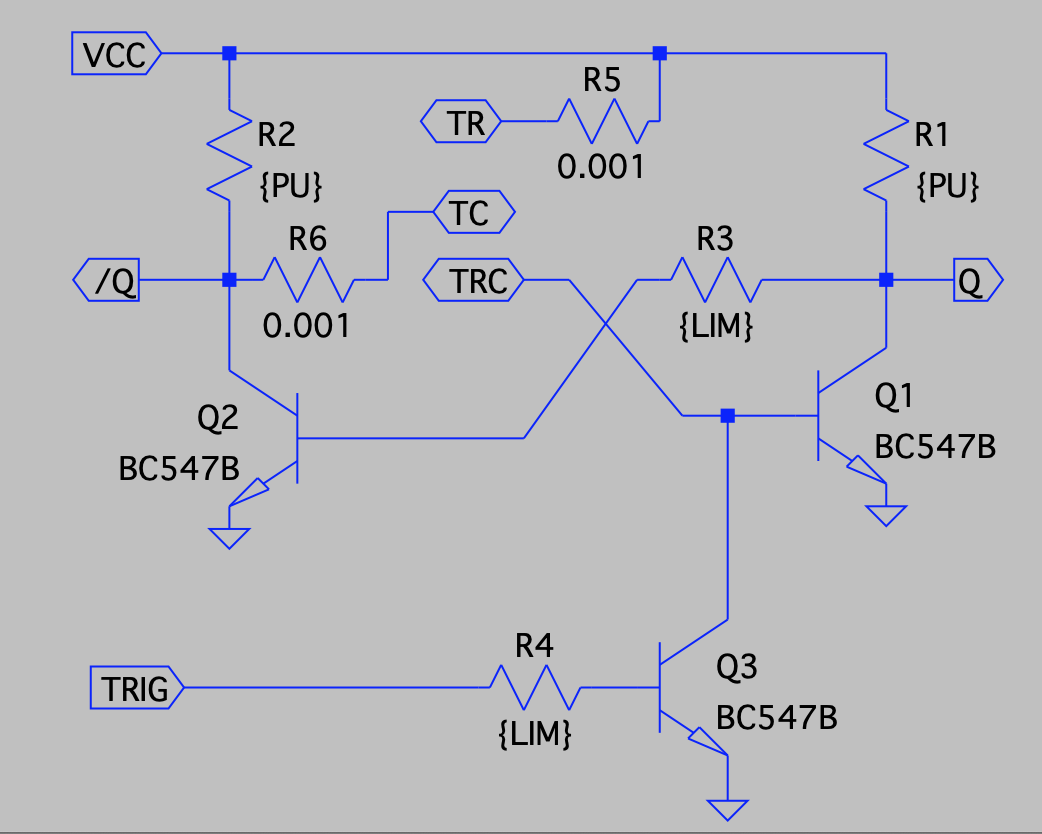 VCC
R5
TR
0.001
R2
{PU}
R1
{PU}
TC
R6
R3
/Q
TRC
Q
0.001
{LIM}
Q2
BC547B
Q1
BC547B
R4
TRIG
{LIM}
Q3
BC547B